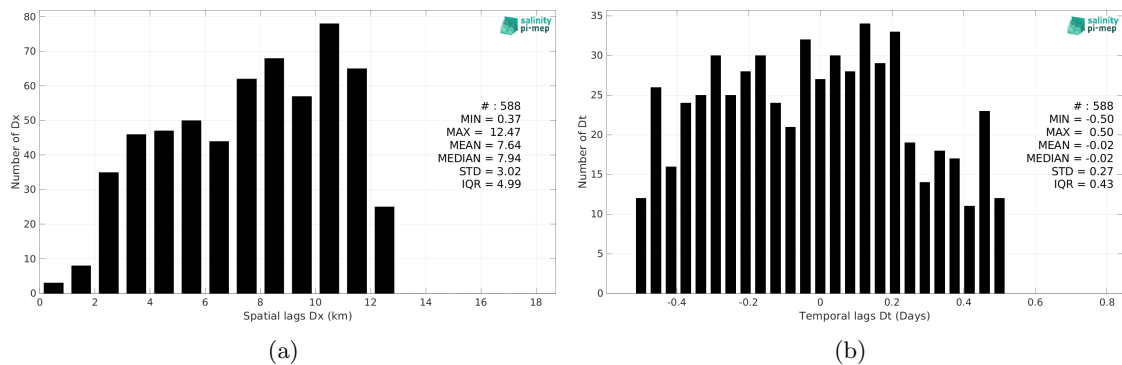 80
70
60
50
40
30
20
10
0
Number of Dx
salinity
pi-mep
# : 588
MIN = 0.37
MAX = 12.47
MEAN = 7.64
MEDIAN = 7.94
STD = 3.02
IQR = 4.99
0 2 4 6 8 10 12 14 16 18
Spatial lags Dx (km)
(a)
35
30
25
20
15
10
5
0
Number of Dt
salinity
pi-mep
# : 588
MIN = -0.50
MAX = 0.50
MEAN = -0.02
MEDIAN = -0.02
STD = 0.27
IQR = 0.43
-0.4 -0.2 0 0.2 0.4 0.6 0.8
Temporal lags Dt (Days)
(b)